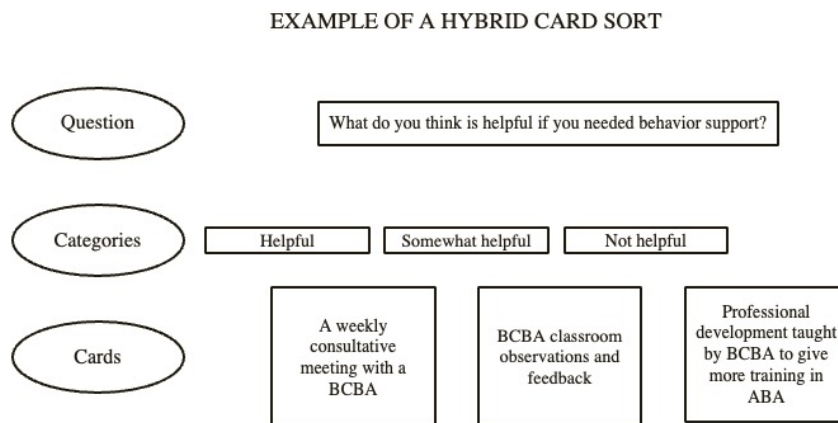 EXAMPLE OF A HYBRID CARD SORT
Question
What do you think is helpful if you needed behavior support?
Categories
Helpful
Somewhat helpful
Not helpful
Cards
A weekly
consultative
meeting with a
BCBA
BCBA classroom
observations and
feedback
Professional
development taught
by BCBA to give
more training in
ABA